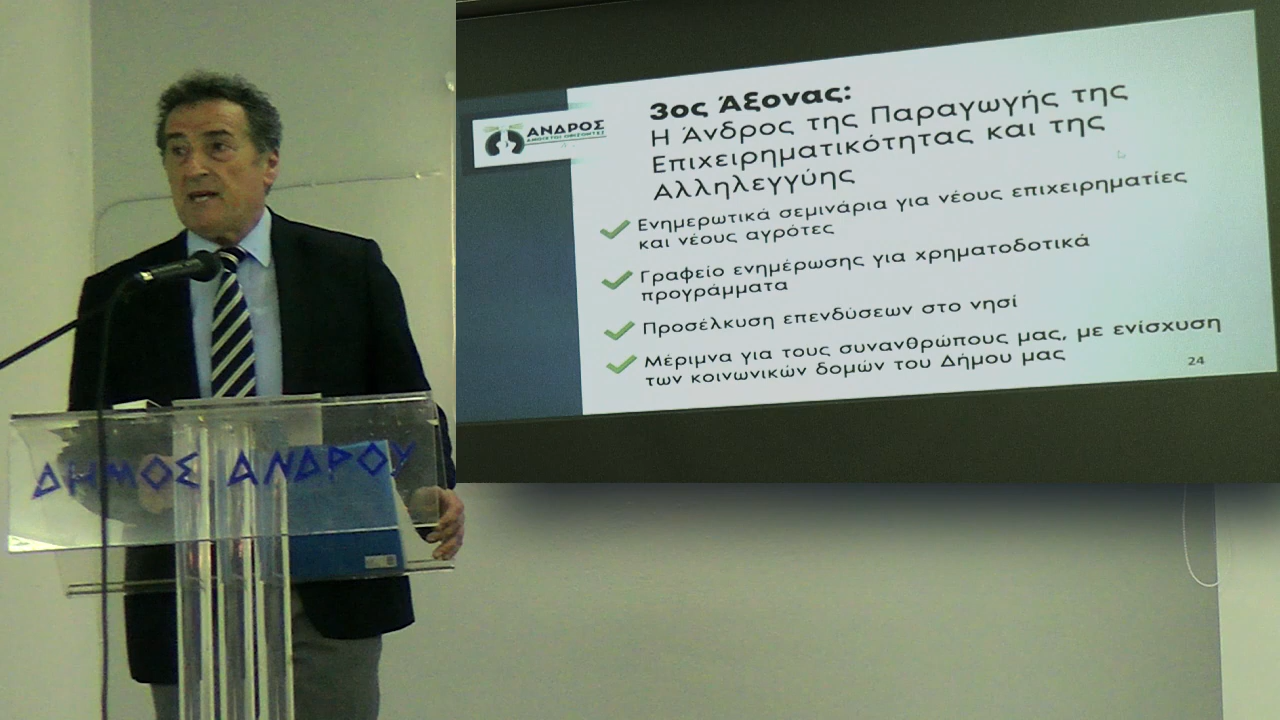 ΑΝΔΡΟΣ
ΑΝΟΙΧΤΟΙ ΟΡΙΖΟΝΤΕΣ
3ος Άξονας:
Η Άνδρος της Παραγωγής της
Επιχειρηματικότητας και της
Αλληλεγγύης
Ενημερωτικά σεμινάρια για νέους επιχειρηματίες
και νέους αγρότες
Γραφείο ενημέρωσης για χρηματοδοτικά
προγράμματα
Προσέλκυση επενδύσεων στο νησί
Μέριμνα για τους συνανθρώπους μας, με ενίσχυση
των κοινωνικών δομών του Δήμου μας
24
ΔΗΜΟΣ ΑΝΔΡΟΥ